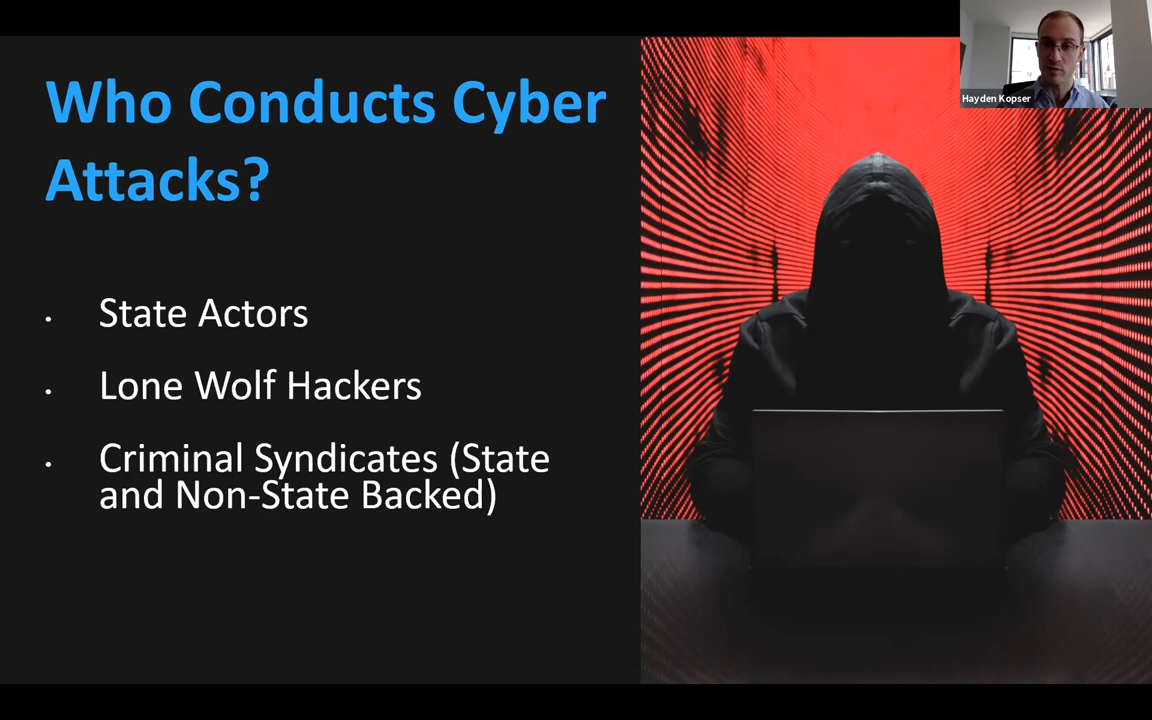 Who Conducts Cyber
Attacks?
Hayden Kopser
• State Actors
• Lone Wolf Hackers
• Criminal Syndicates (State
and Non-State Backed)